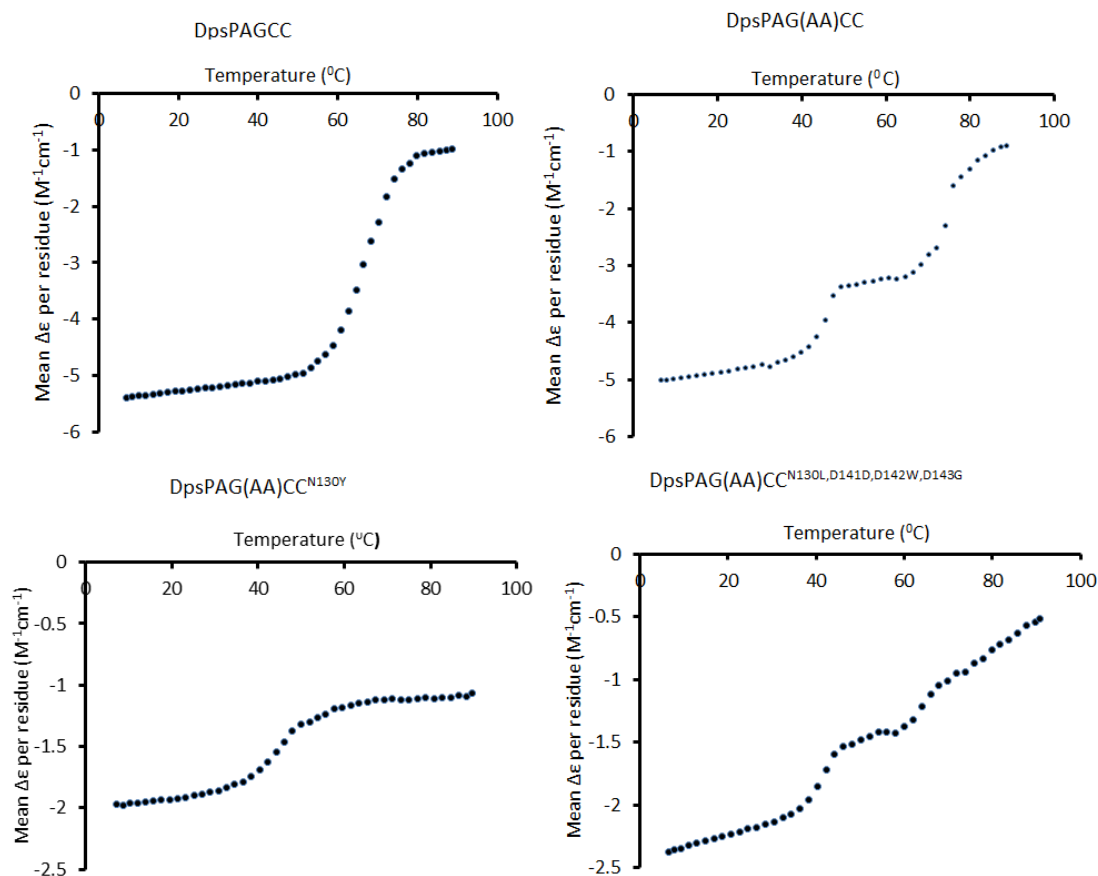 DpsPAGCC
Temperature (⁰C)
0
0 20 40 60 80 100
-1
-2
-3
-4
-5
-6
Mean Δε per residue (M⁻¹cm⁻¹)
DpsPAG(AA)CC
Temperature (⁰C)
0
0 20 40 60 80 100
-1
-2
-3
-4
-5
-6
Mean Δε per residue (M⁻¹cm⁻¹)
DpsPAG(AA)CC^N130Y
Temperature (⁰C)
0
0 20 40 60 80 100
-0.5
-1
-1.5
-2
-2.5
Mean Δε per residue (M⁻¹cm⁻¹)
DpsPAG(AA)CC^N130L,D141D,D142W,D143G
Temperature (⁰C)
0
0 20 40 60 80 100
-0.5
-1
-1.5
-2
-2.5
Mean Δε per residue (M⁻¹cm⁻¹)